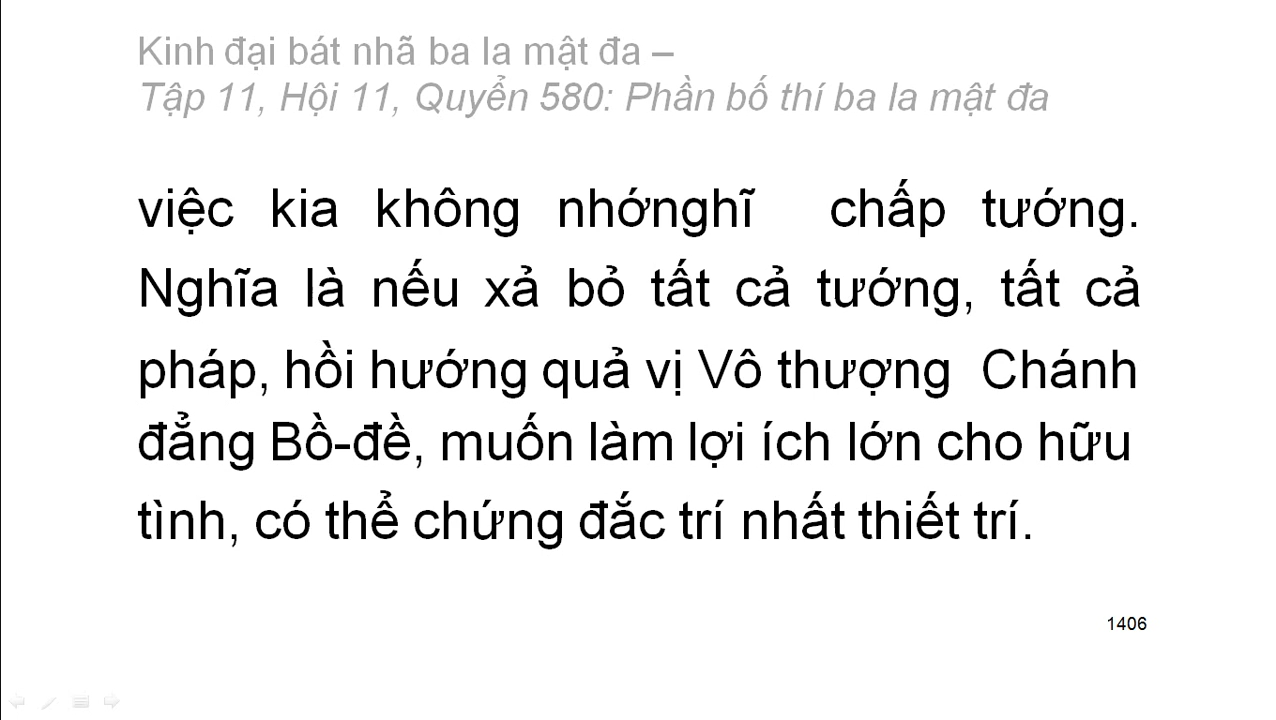 Kinh đại bát nhã ba la mật đa –
Tập 11, Hội 11, Quyển 580: Phần bố thí ba la mật đa
việc kia không nhớnghĩ chấp tướng.
Nghĩa là nếu xả bỏ tất cả tướng, tất cả
pháp, hồi hướng quả vị Vô thượng Chánh
đẳng Bồ-đề, muốn làm lợi ích lớn cho hữu
tình, có thể chứng đắc trí nhất thiết trí.
1406